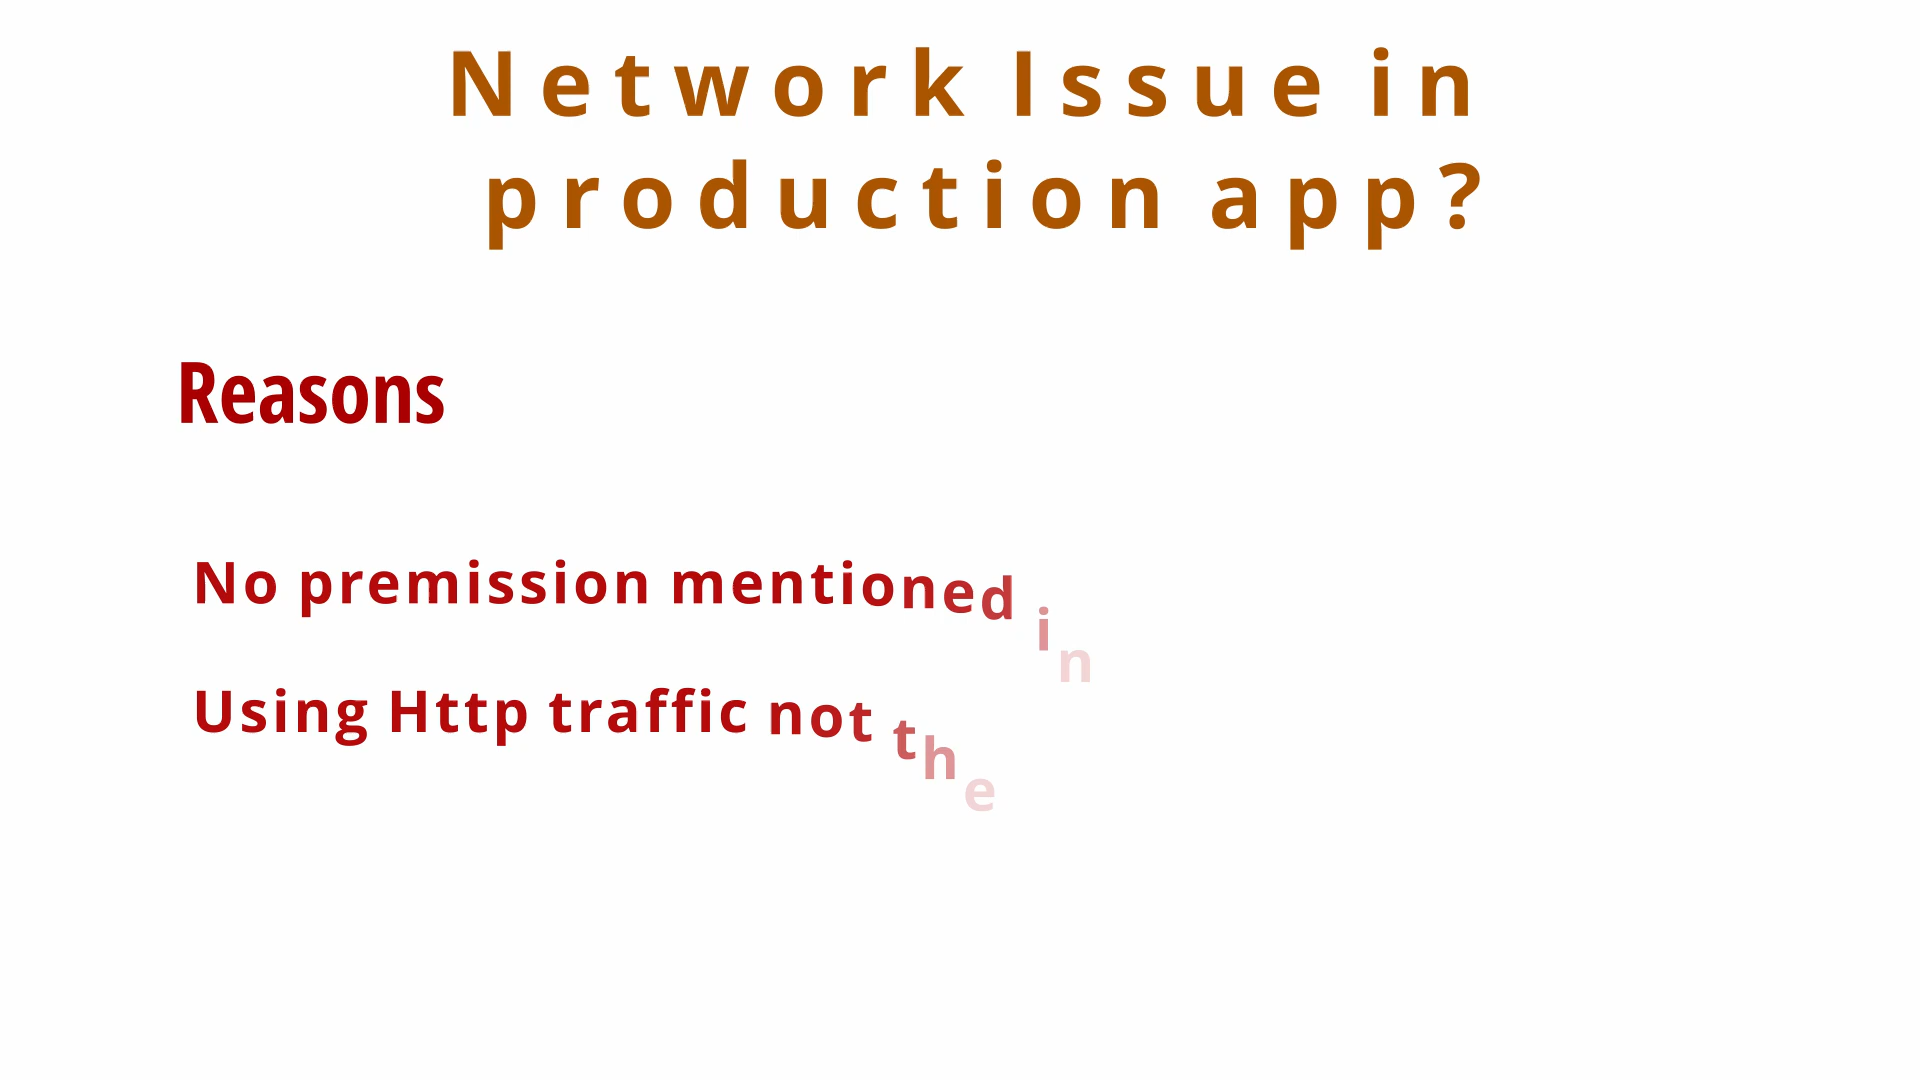 Network Issue in
production app?
Reasons
No premission mentioned in
Using Http traffic not the